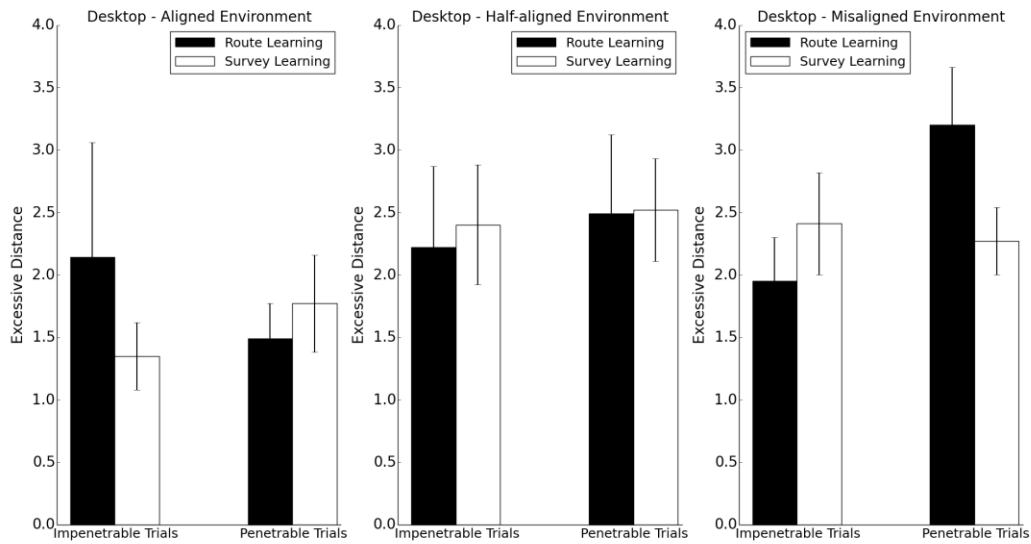 Desktop - Aligned Environment
4.0
3.5
3.0
2.5
2.0
1.5
1.0
0.5
0.0
Excessive Distance
Route Learning
Survey Learning
Impenetrable Trials
Penetrable Trials
Desktop - Half-aligned Environment
4.0
3.5
3.0
2.5
2.0
1.5
1.0
0.5
0.0
Excessive Distance
Route Learning
Survey Learning
Impenetrable Trials
Penetrable Trials
Desktop - Misaligned Environment
4.0
3.5
3.0
2.5
2.0
1.5
1.0
0.5
0.0
Excessive Distance
Route Learning
Survey Learning
Impenetrable Trials
Penetrable Trials